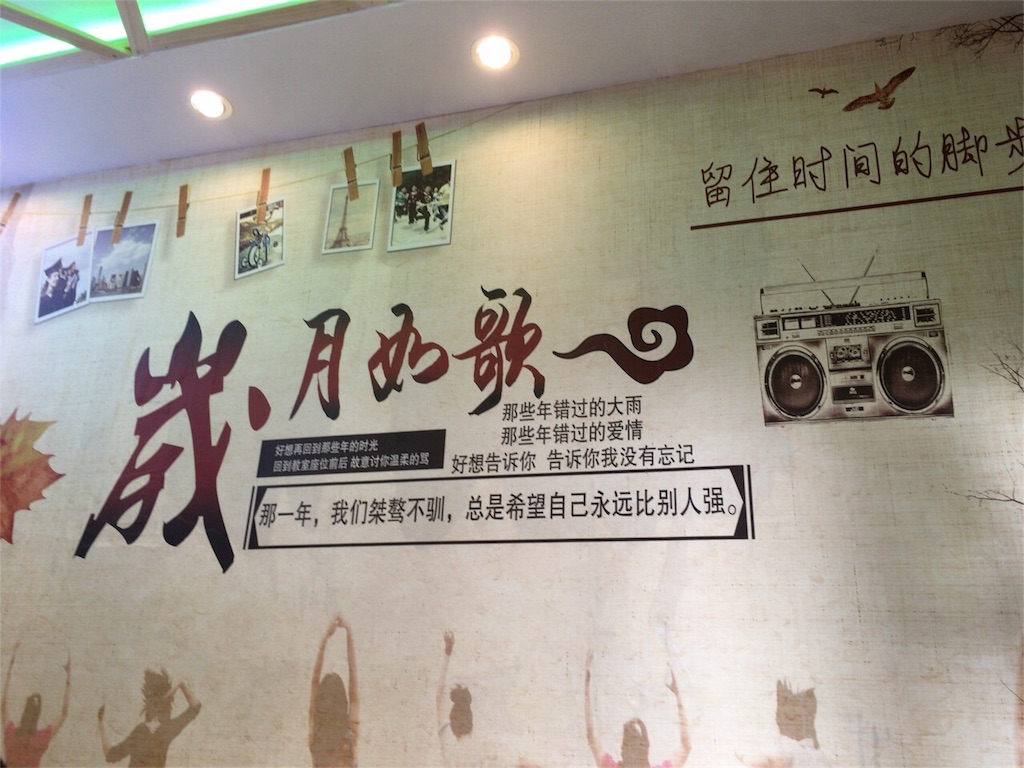 留住时间的脚步
歲月如歌
那些年错过的大雨
那些年错过的爱情
好想告诉你 告诉你我没有忘记
好想再回到那些年的时光
回到教室座位前后 故意讨你温柔的骂
那一年，我们桀骜不驯，总是希望自己永远比别人强。